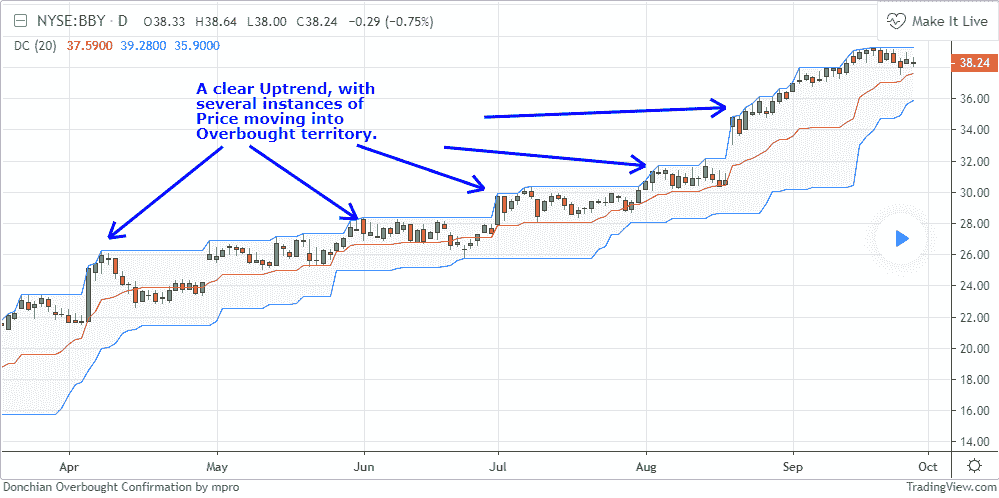 NYSE:BBY · D O38.33 H38.64 L38.00 C38.24 −0.29 (−0.75%)
Make It Live
DC (20) 37.5900 39.2800 35.9000
A clear Uptrend, with
several instances of
Price moving into
Overbought territory.
38.24
36.00
34.00
32.00
30.00
28.00
26.00
24.00
22.00
20.00
18.00
16.00
14.00
Apr May Jun Jul Aug Sep Oct
Donchian Overbought Confirmation by mpro
TradingView.com